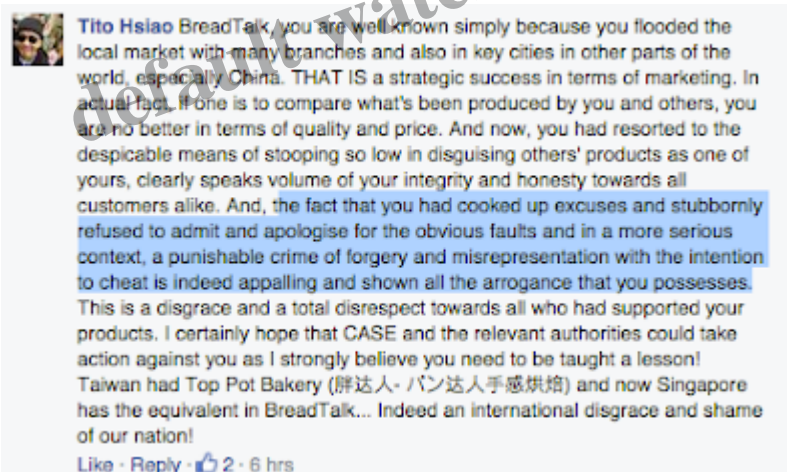 Tito Hsiao BreadTalk, you are well known simply because you flooded the
local market with many branches and also in key cities in other parts of the
world, especially China. THAT IS a strategic success in terms of marketing. In
actual fact, if one is to compare what's been produced by you and others, you
are no better in terms of quality and price. And now, you had resorted to the
despicable means of stooping so low in disguising others' products as one of
yours, clearly speaks volume of your integrity and honesty towards all
customers alike. And, the fact that you had cooked up excuses and stubbornly
refused to admit and apologise for the obvious faults and in a more serious
context, a punishable crime of forgery and misrepresentation with the intention
to cheat is indeed appalling and shown all the arrogance that you possesses.
This is a disgrace and a total disrespect towards all who had supported your
products. I certainly hope that CASE and the relevant authorities could take
action against you as I strongly believe you need to be taught a lesson!
Taiwan had Top Pot Bakery (胖达人- パン达人手感烘焙) and now Singapore
has the equivalent in BreadTalk... Indeed an international disgrace and shame
of our nation!
Like · Reply · 2 · 6 hrs
default wate